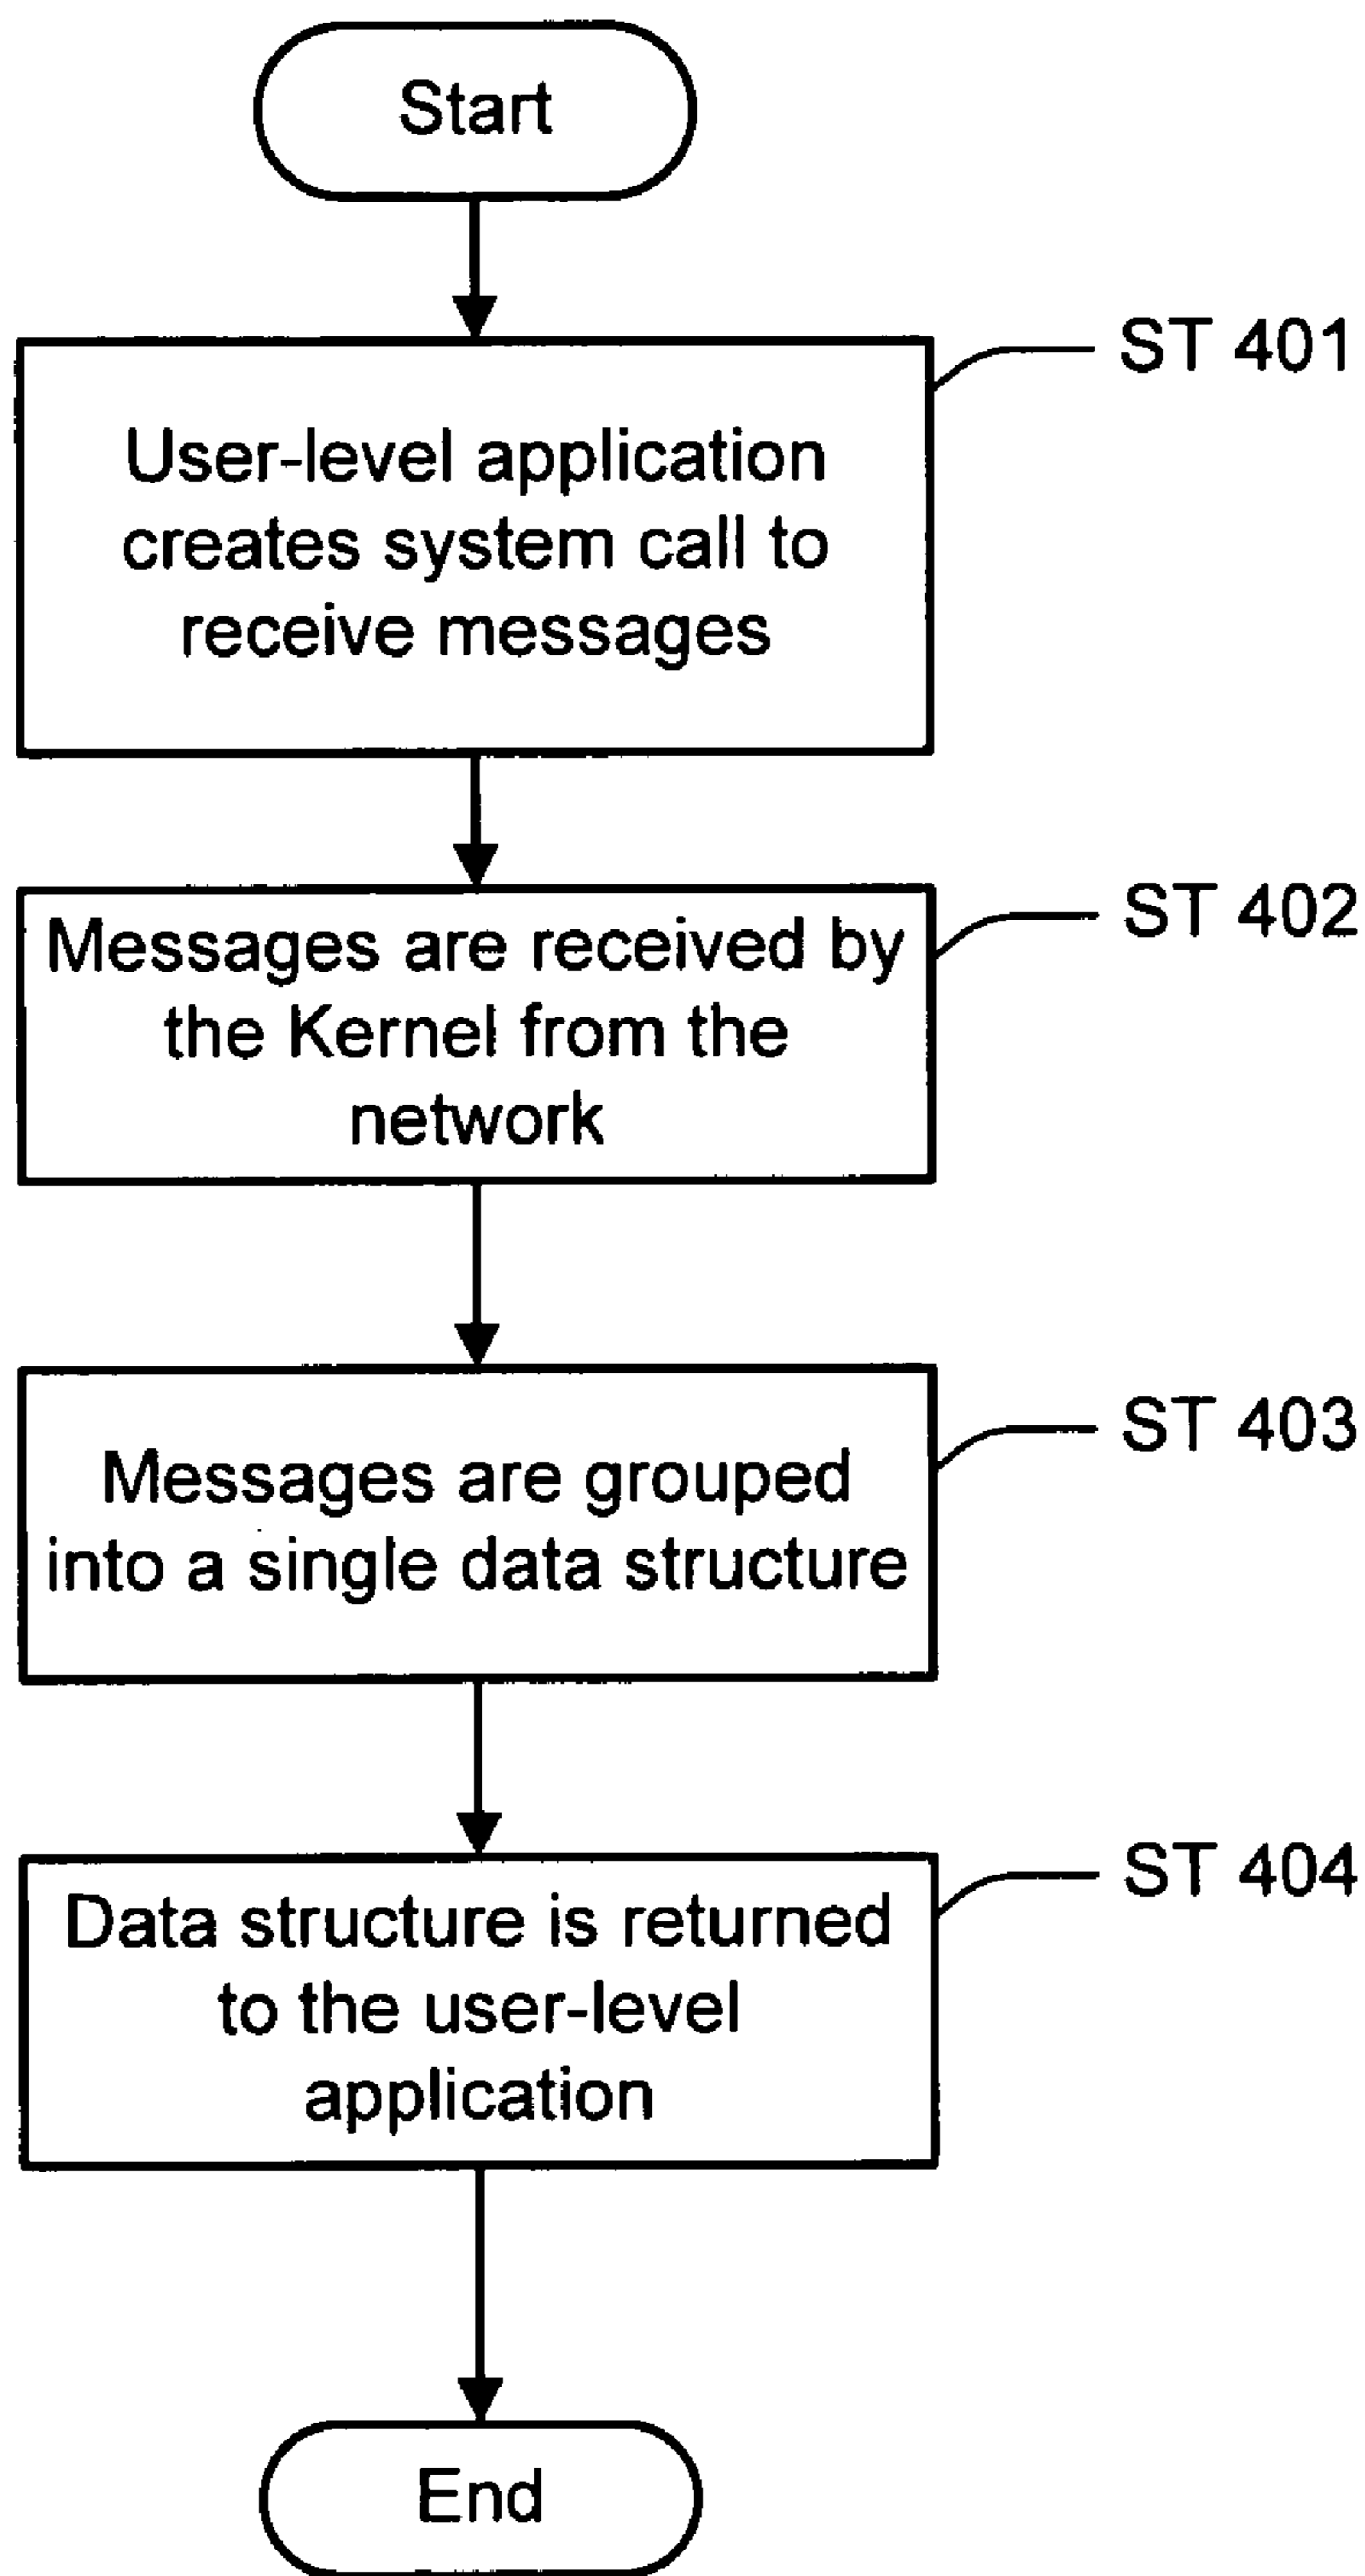 Start
ST 401
User-level application
creates system call to
receive messages
ST 402
Messages are received by
the Kernel from the
network
ST 403
Messages are grouped
into a single data structure
ST 404
Data structure is returned
to the user-level
application
End